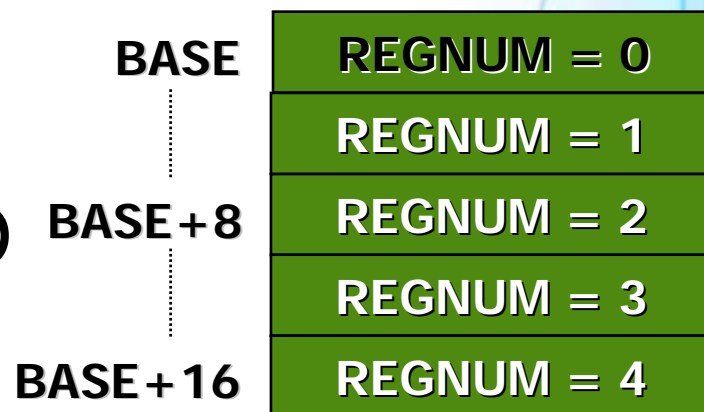 BASE REGNUM = 0
REGNUM = 1
) BASE+8 REGNUM = 2
REGNUM = 3
BASE+16 REGNUM = 4